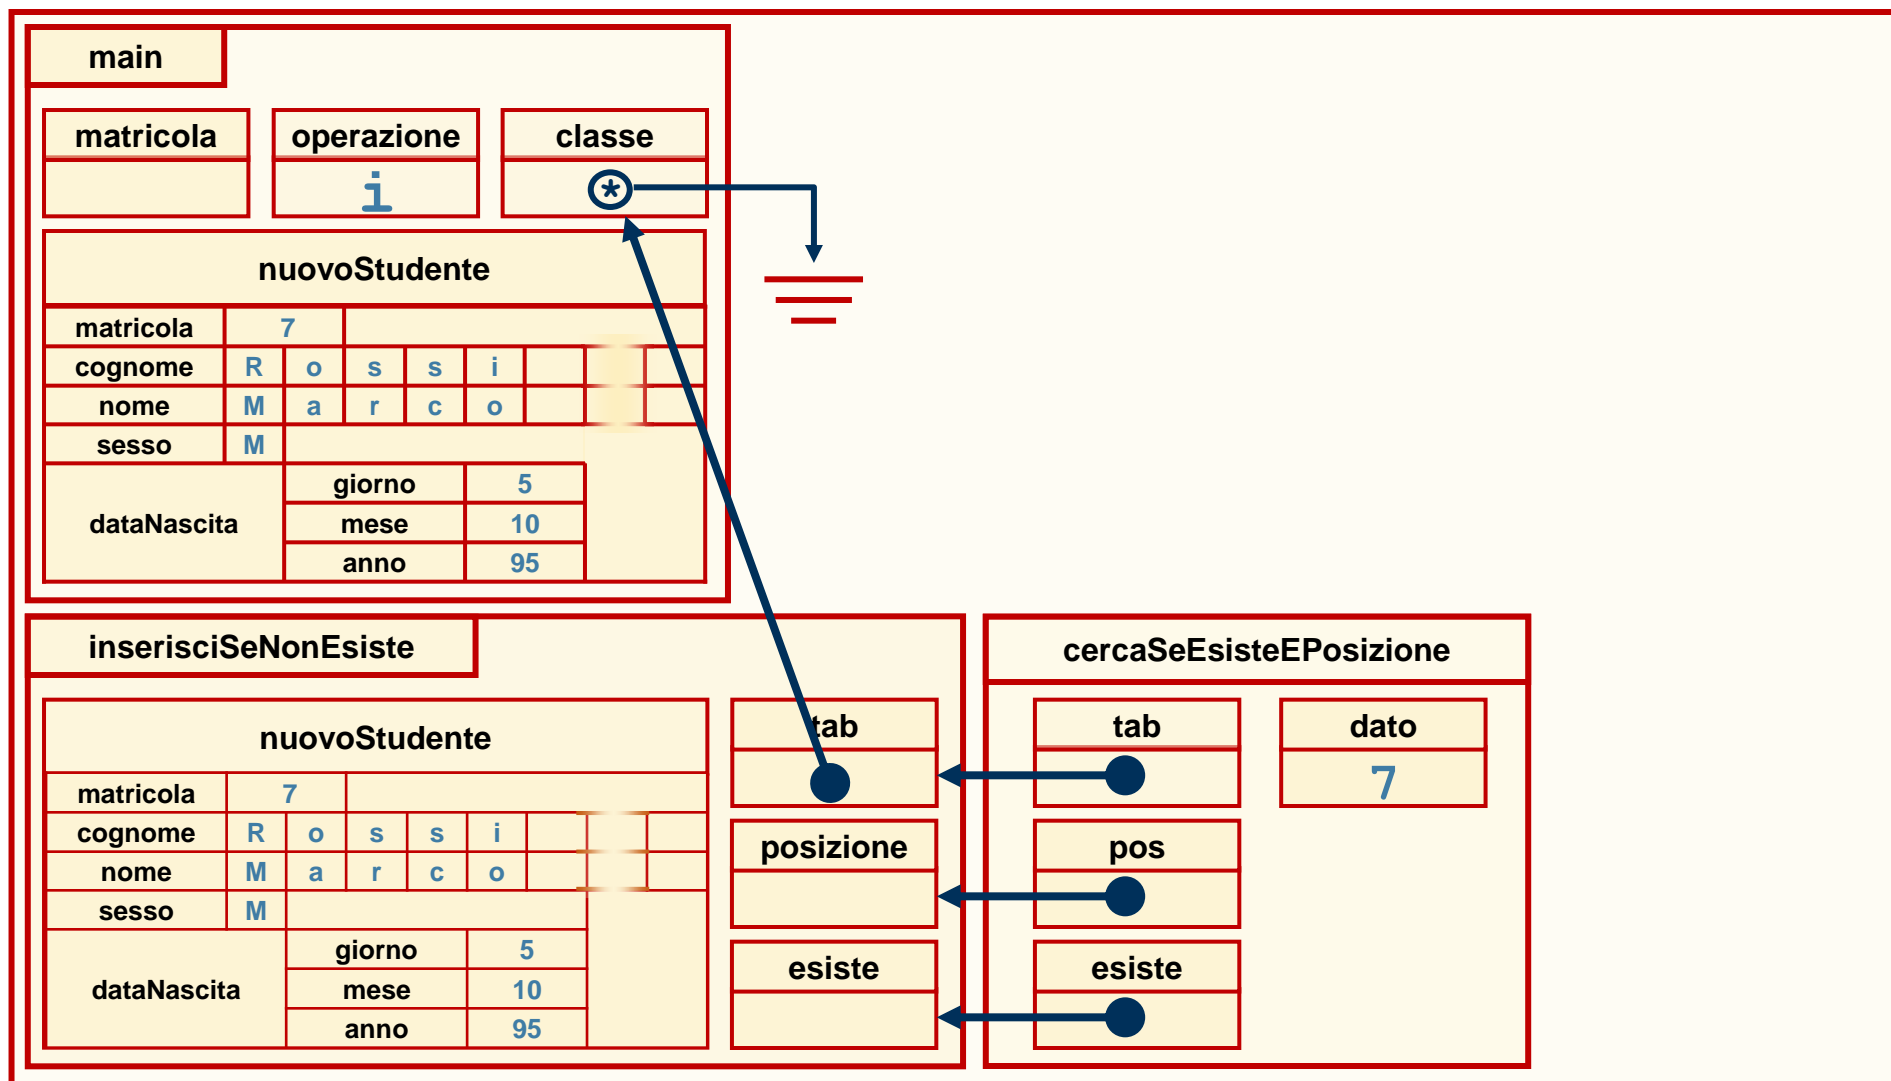 main
matricola operazione classe
i *
nuovoStudente
matricola 7
cognome R o s s i
nome M a r c o
sesso M
giorno 5
dataNascita mese 10
anno 95
inserisciSeNonEsiste
nuovoStudente
matricola 7
cognome R o s s i
nome M a r c o
sesso M
giorno 5
dataNascita mese 10
anno 95
tab
posizione
esiste
cercaSeEsisteEPosizione
tab dato
7
pos
esiste